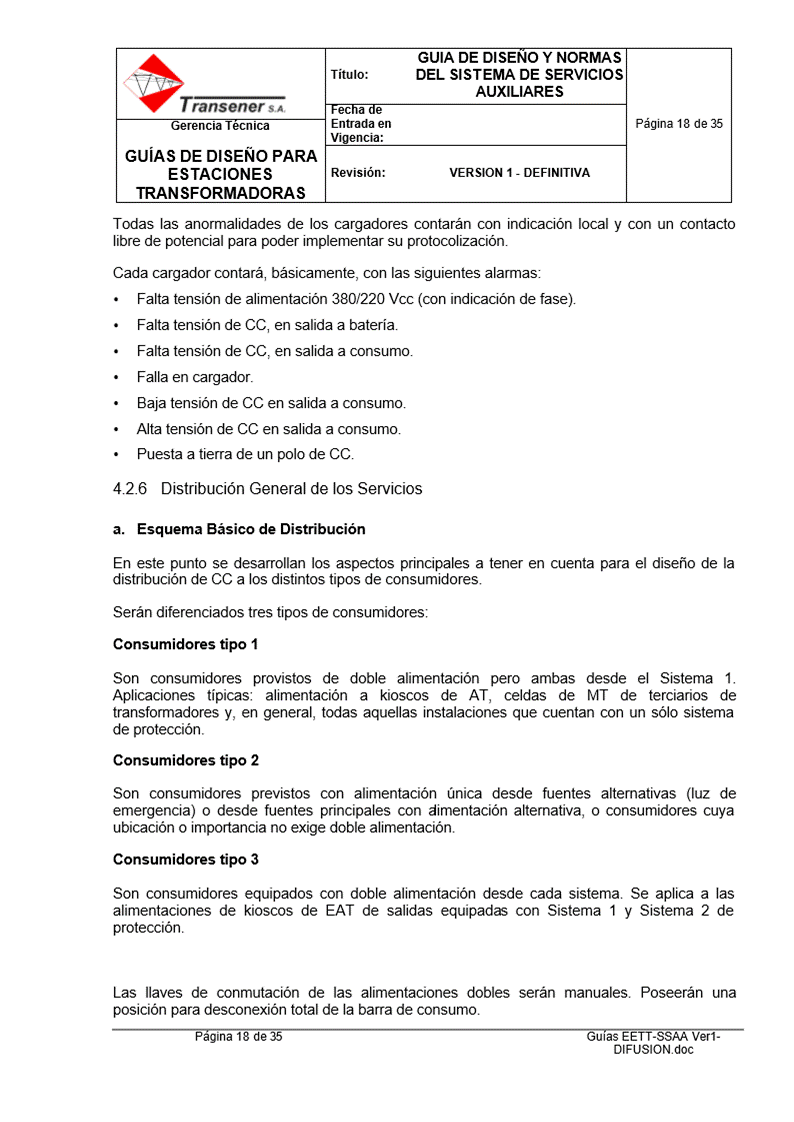 Transener S.A.
Gerencia Técnica
GUÍAS DE DISEÑO PARA
ESTACIONES
TRANSFORMADORAS
Título:
GUIA DE DISEÑO Y NORMAS
DEL SISTEMA DE SERVICIOS
AUXILIARES
Fecha de
Entrada en
Vigencia:
Revisión:
VERSION 1 - DEFINITIVA
Página 18 de 35
Todas las anormalidades de los cargadores contarán con indicación local y con un contacto
libre de potencial para poder implementar su protocolización.
Cada cargador contará, básicamente, con las siguientes alarmas:
• Falta tensión de alimentación 380/220 Vcc (con indicación de fase).
• Falta tensión de CC, en salida a batería.
• Falta tensión de CC, en salida a consumo.
• Falla en cargador.
• Baja tensión de CC en salida a consumo.
• Alta tensión de CC en salida a consumo.
• Puesta a tierra de un polo de CC.
4.2.6 Distribución General de los Servicios
a. Esquema Básico de Distribución
En este punto se desarrollan los aspectos principales a tener en cuenta para el diseño de la
distribución de CC a los distintos tipos de consumidores.
Serán diferenciados tres tipos de consumidores:
Consumidores tipo 1
Son consumidores provistos de doble alimentación pero ambas desde el Sistema 1.
Aplicaciones típicas: alimentación a kioscos de AT, celdas de MT de terciarios de
transformadores y, en general, todas aquellas instalaciones que cuentan con un sólo sistema
de protección.
Consumidores tipo 2
Son consumidores previstos con alimentación única desde fuentes alternativas (luz de
emergencia) o desde fuentes principales con alimentación alternativa, o consumidores cuya
ubicación o importancia no exige doble alimentación.
Consumidores tipo 3
Son consumidores equipados con doble alimentación desde cada sistema. Se aplica a las
alimentaciones de kioscos de EAT de salidas equipadas con Sistema 1 y Sistema 2 de
protección.
Las llaves de conmutación de las alimentaciones dobles serán manuales. Poseerán una
posición para desconexión total de la barra de consumo.
Página 18 de 35
Guías EETT-SSAA Ver1-
DIFUSION.doc